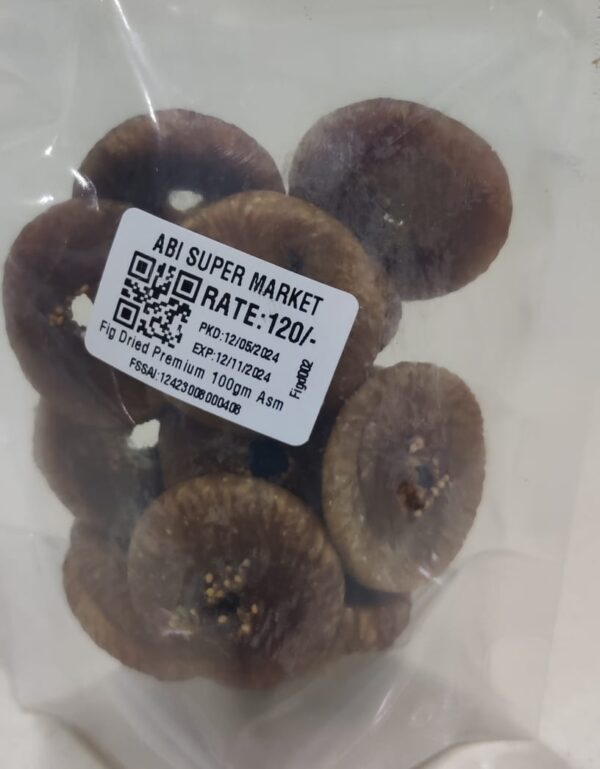 ABI SUPER MARKET
RATE:120/-
PKD:12/05/2024
EXP:12/11/2024
Fig Dried Premium 100gm Asm
FSSAI:12423008000408
Figd002